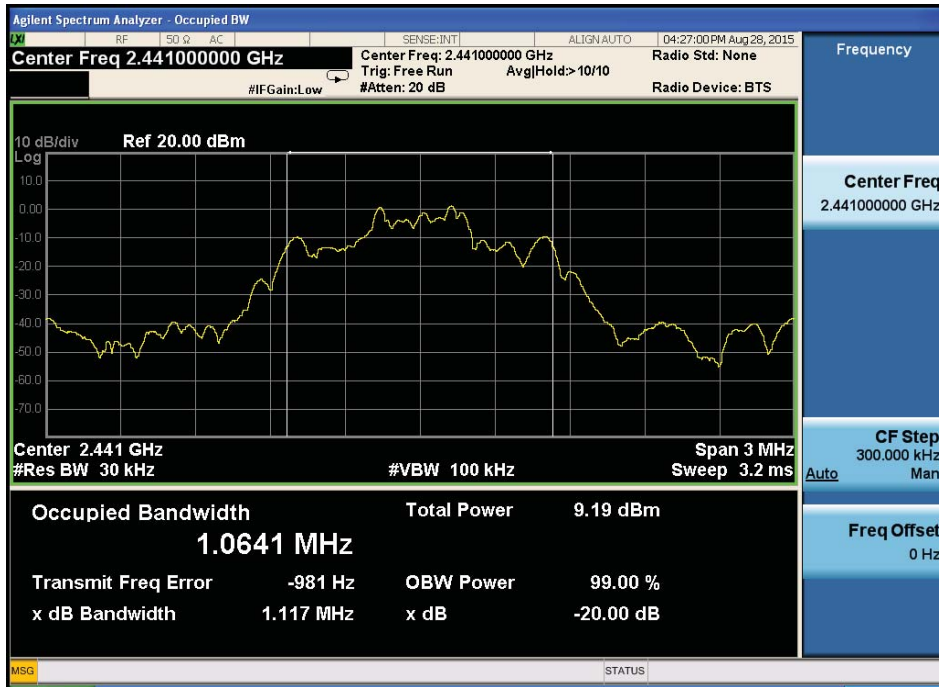 Agilent Spectrum Analyzer - Occupied BW
LXI RF 50 Ω AC SENSE:INT ALIGN AUTO 04:27:00 PM Aug 28, 2015
Center Freq 2.441000000 GHz
Center Freq: 2.441000000 GHz
Radio Std: None
Trig: Free Run Avg|Hold:>10/10
#IFGain:Low
#Atten: 20 dB
Radio Device: BTS
10 dB/div Ref 20.00 dBm
Log
10.0
0.00
-10.0
-20.0
-30.0
-40.0
-50.0
-60.0
-70.0
Center 2.441 GHz Span 3 MHz
#Res BW 30 kHz #VBW 100 kHz Sweep 3.2 ms
Occupied Bandwidth Total Power 9.19 dBm
1.0641 MHz
Transmit Freq Error -981 Hz OBW Power 99.00 %
x dB Bandwidth 1.117 MHz x dB -20.00 dB
Frequency
Center Freq
2.441000000 GHz
CF Step
300.000 kHz
Auto Man
Freq Offset
0 Hz
MSG STATUS